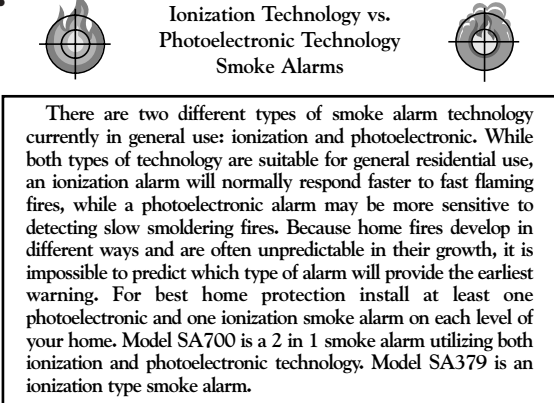 Ionization Technology vs.
Photoelectronic Technology
Smoke Alarms
There are two different types of smoke alarm technology
currently in general use: ionization and photoelectronic. While
both types of technology are suitable for general residential use,
an ionization alarm will normally respond faster to fast flaming
fires, while a photoelectronic alarm may be more sensitive to
detecting slow smoldering fires. Because home fires develop in
different ways and are often unpredictable in their growth, it is
impossible to predict which type of alarm will provide the earliest
warning. For best home protection install at least one
photoelectronic and one ionization smoke alarm on each level of
your home. Model SA700 is a 2 in 1 smoke alarm utilizing both
ionization and photoelectronic technology. Model SA379 is an
ionization type smoke alarm.